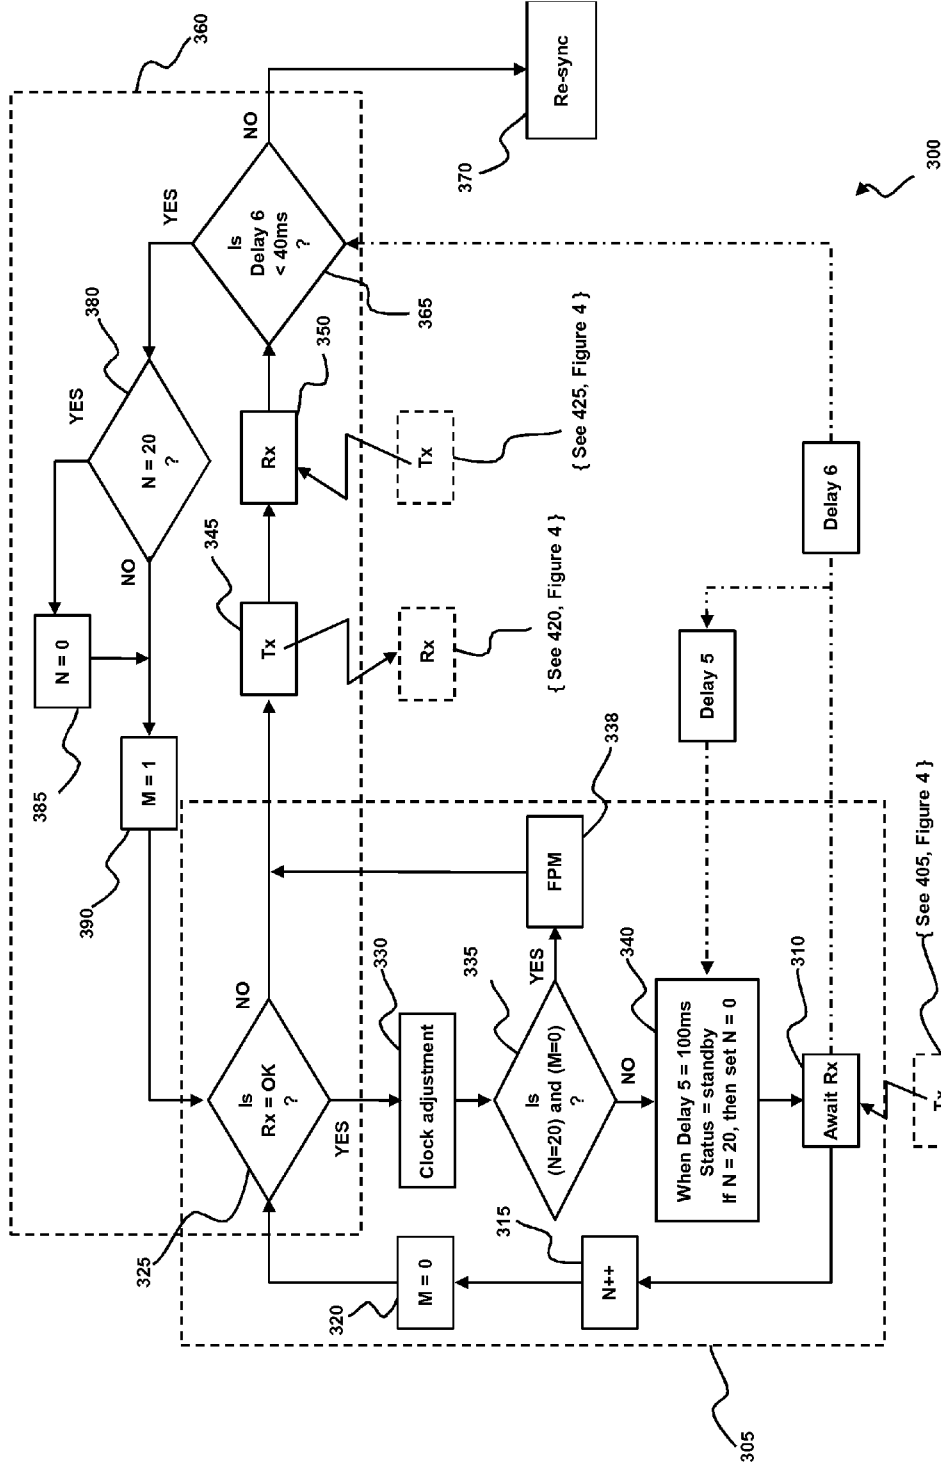 325
390
385
N = 0
YES
380
360
M = 1
NO
N = 20
?
YES
NO
Is
Rx = OK
?
NO
345
Tx
Rx
350
Is
Delay 6
< 40ms
?
365
YES
320
M = 0
330
Clock adjustment
Rx
Tx
370
Re-sync
315
N++
335
Is
(N=20) and (M=0)
?
YES
FPM
338
{ See 420, Figure 4 }
{ See 425, Figure 4 }
NO
340
When Delay 5 = 100ms
Status = standby
If N = 20, then set N = 0
Delay 5
305
310
Await Rx
Delay 6
{ See 405, Figure 4 }
Tx
300